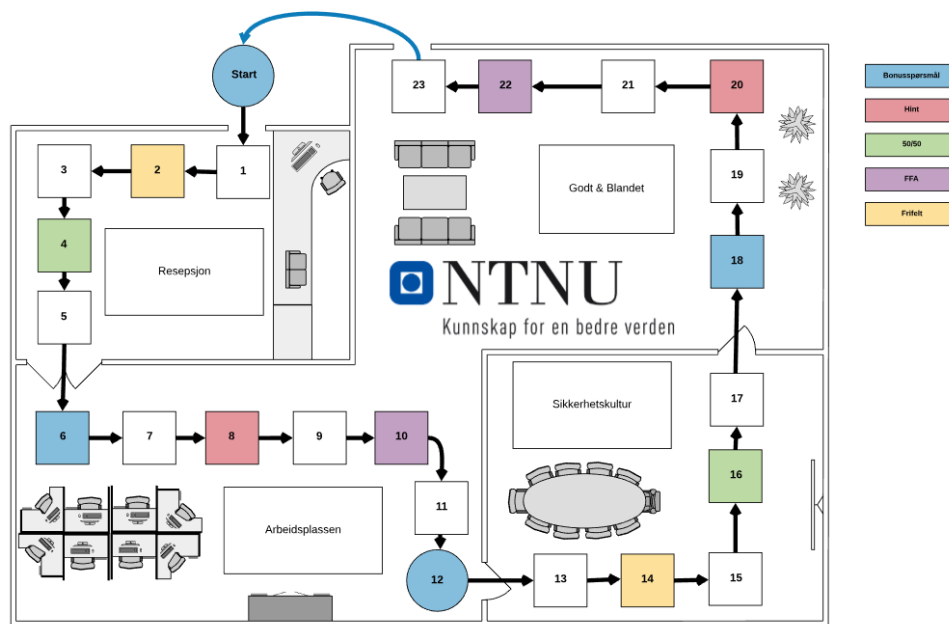 Start
23
22
21
20
Bonusspørsmål
Hint
50/50
FFA
Frifelt
3
2
1
19
Godt & Blandet
4
Resepsjon
18
5
NTNU
Kunnskap for en bedre verden
6
7
8
9
10
Sikkerhetskultur
17
11
16
Arbeidsplassen
12
13
14
15